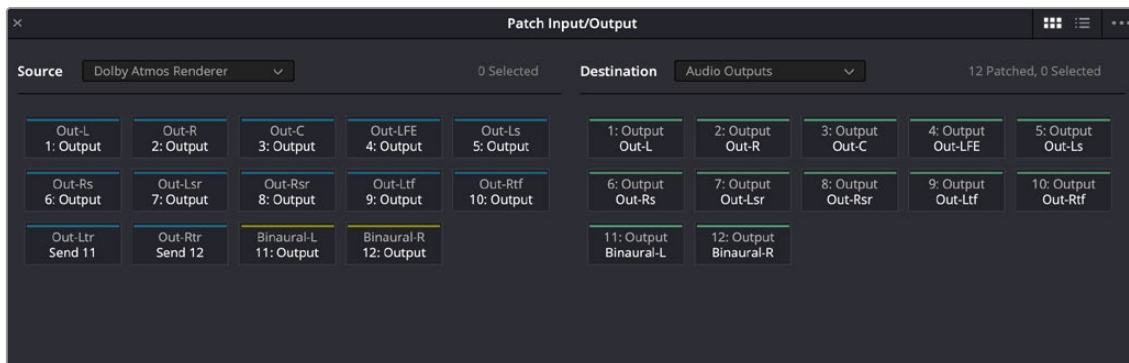 Patch Input/Output
Source Dolby Atmos Renderer 0 Selected Destination Audio Outputs 12 Patched, 0 Selected
Out-L Out-R Out-C Out-LFE Out-Ls
1: Output 2: Output 3: Output 4: Output 5: Output
Out-Rs Out-Lsr Out-Rsr Out-Ltf Out-Rtf
6: Output 7: Output 8: Output 9: Output 10: Output
Out-Ltr Out-Rtr Binaural-L Binaural-R
Send 11 Send 12 11: Output 12: Output
1: Output 2: Output 3: Output 4: Output 5: Output
Out-L Out-R Out-C Out-LFE Out-Ls
6: Output 7: Output 8: Output 9: Output 10: Output
Out-Rs Out-Lsr Out-Rsr Out-Ltf Out-Rtf
11: Output 12: Output
Binaural-L Binaural-R